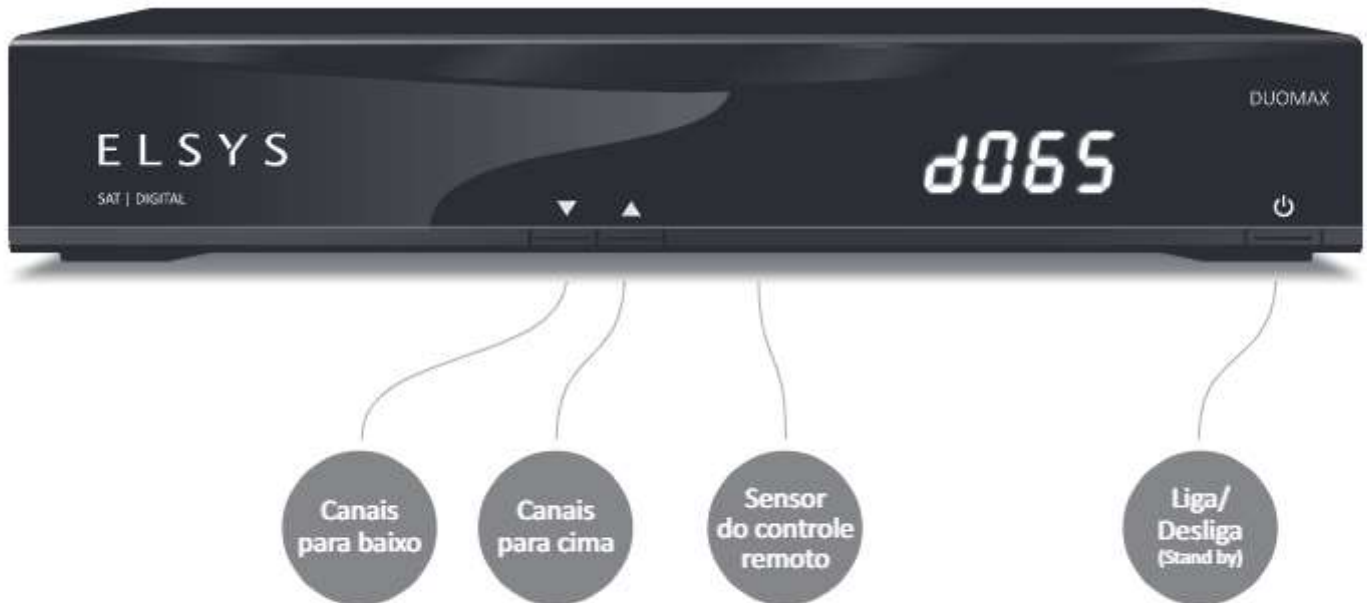 DUOMAX
ELSYS
d065
SAT | DIGITAL
Canais
para baixo
Canais
para cima
Sensor
do controle
remoto
Liga/
Desliga
(Stand by)